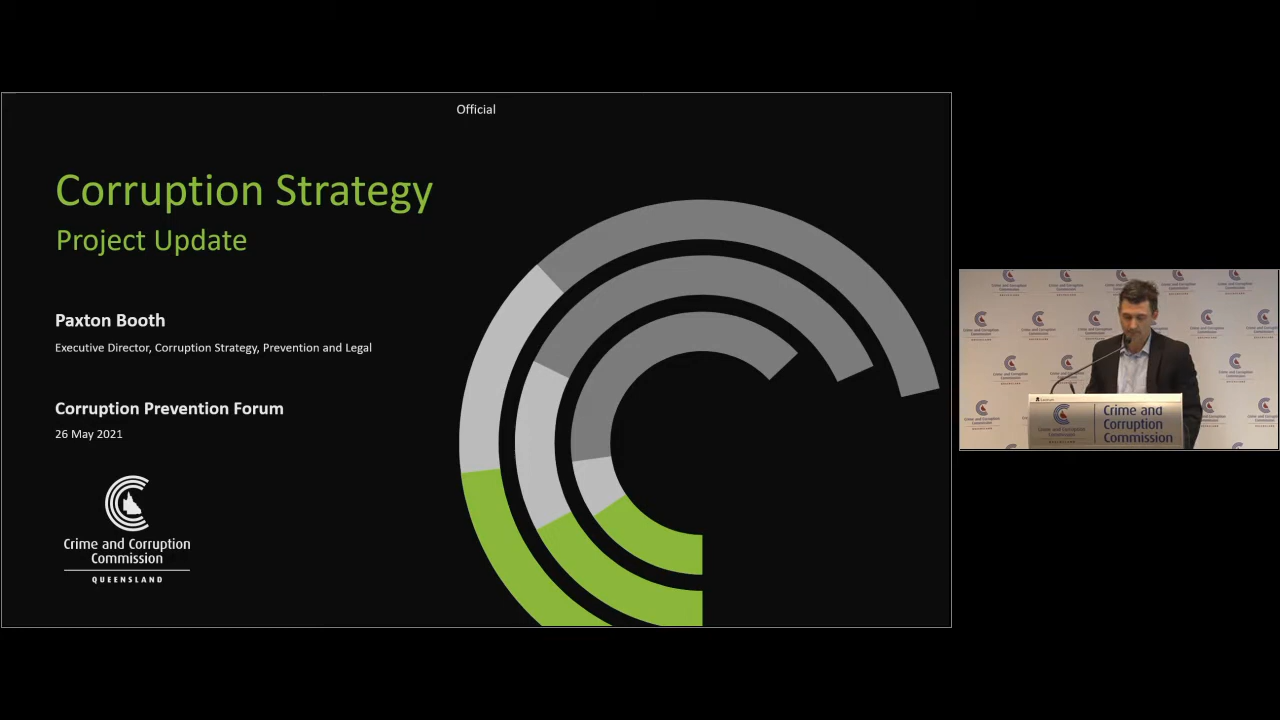 Official
Corruption Strategy
Project Update
Paxton Booth
Executive Director, Corruption Strategy, Prevention and Legal
Corruption Prevention Forum
26 May 2021
Crime and Corruption
Commission
QUEENSLAND
Crime and
Corruption
Commission